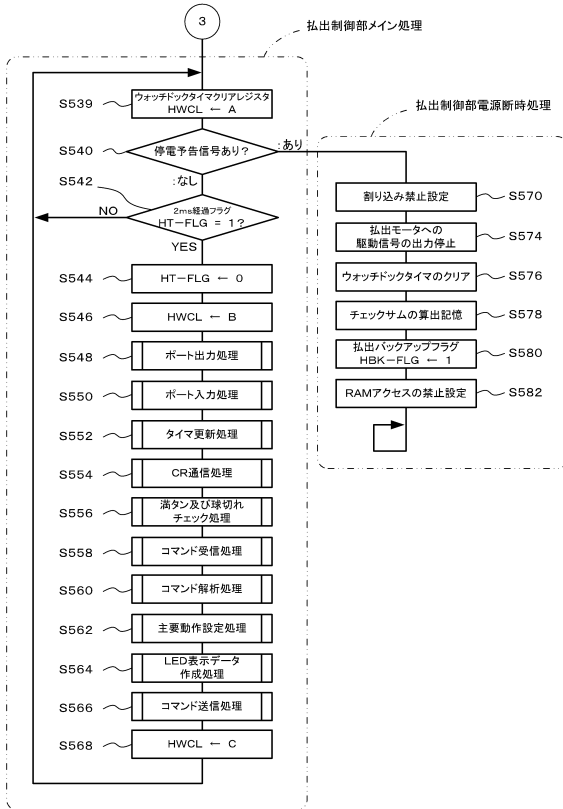 3
払出制御部メイン処理
S539
ウォッチドックタイマクリアレジスタ
HWCL ← A
払出制御部電源断時処理
S540
停電予告信号あり？
:あり
:なし
S542
2ms経過フラグ
HT-FLG = 1？
NO
YES
S544
HT-FLG ← 0
S546
HWCL ← B
S548
ポート出力処理
S550
ポート入力処理
S552
タイマ更新処理
S554
CR通信処理
S556
満タン及び球切れ
チェック処理
S558
コマンド受信処理
S560
コマンド解析処理
S562
主要動作設定処理
S564
LED表示データ
作成処理
S566
コマンド送信処理
S568
HWCL ← C
割り込み禁止設定
S570
払出モータへの
駆動信号の出力停止
S574
ウォッチドックタイマのクリア
S576
チェックサムの算出記憶
S578
払出バックアップフラグ
HBK-FLG ← 1
S580
RAMアクセスの禁止設定
S582